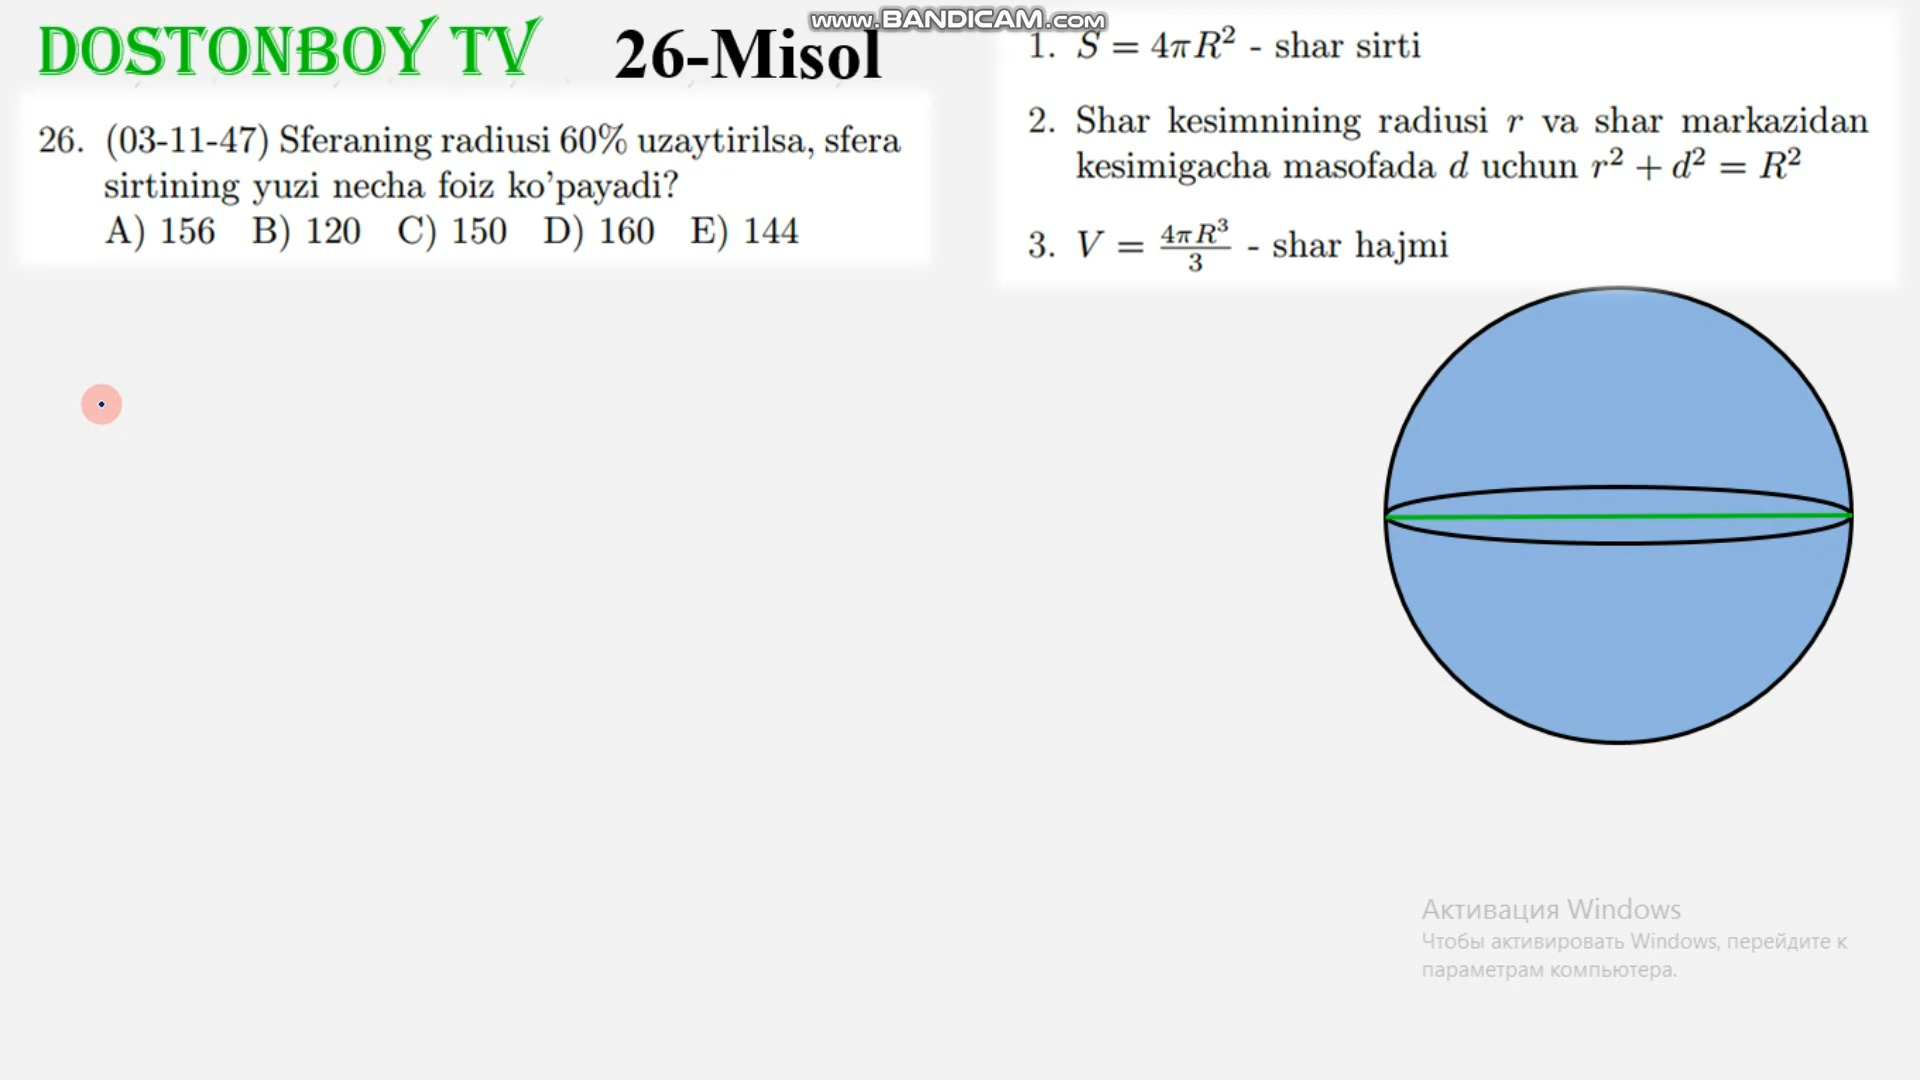 www.BANDICAM.com
DOSTONBOY TV
26-Misol
26. (03-11-47) Sferaning radiusi 60% uzaytirilsa, sfera
sirtining yuzi necha foiz ko'payadi?
A) 156 B) 120 C) 150 D) 160 E) 144
1. S = 4πR² - shar sirti
2. Shar kesimnining radiusi r va shar markazidan
kesimigacha masofada d uchun r² + d² = R²
3. V = 4πR³/3 - shar hajmi
Активация Windows
Чтобы активировать Windows, перейдите к
параметрам компьютера.